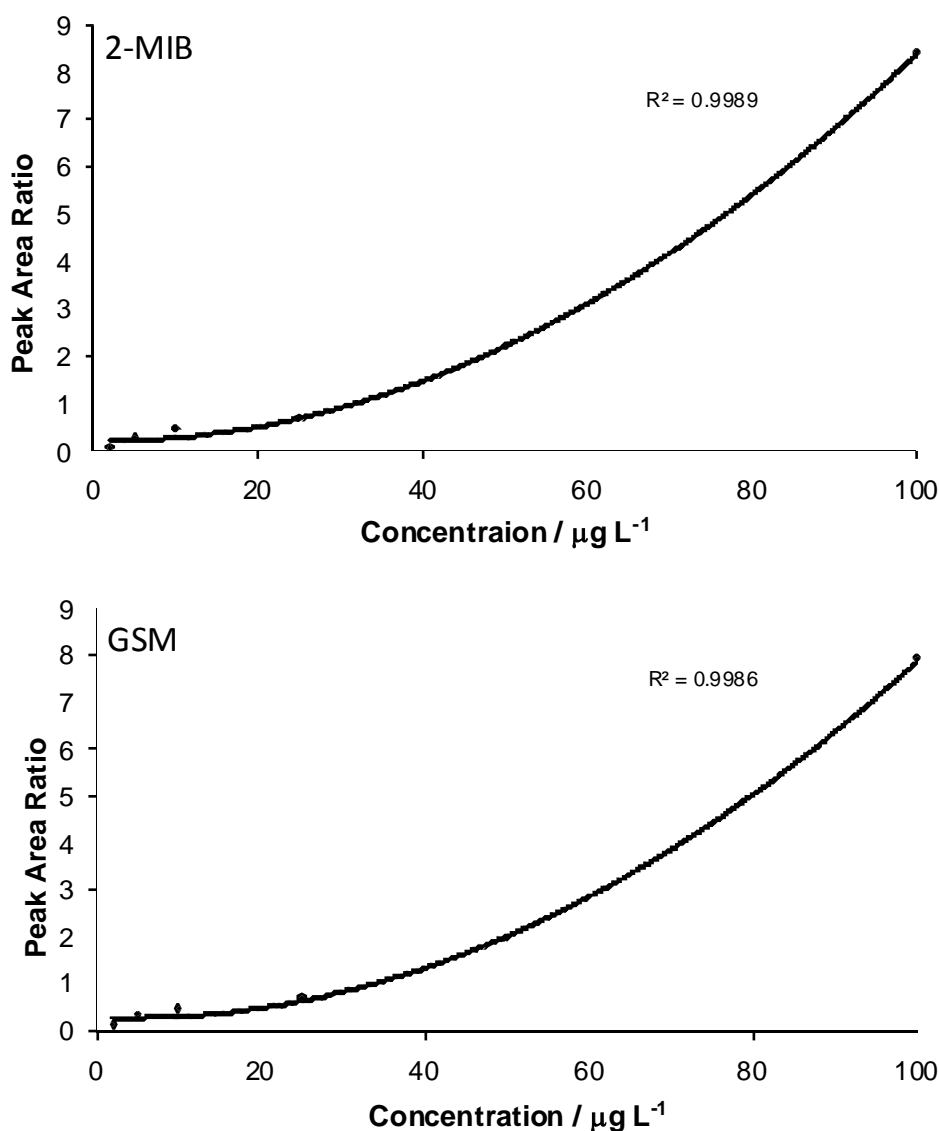 9
2-MIB
8
R² = 0.9989
7
6
5
4
3
2
1
0
Peak Area Ratio
0 20 40 60 80 100
Concentraion / μg L⁻¹
9
GSM
8
R² = 0.9986
7
6
5
4
3
2
1
0
Peak Area Ratio
0 20 40 60 80 100
Concentration / μg L⁻¹